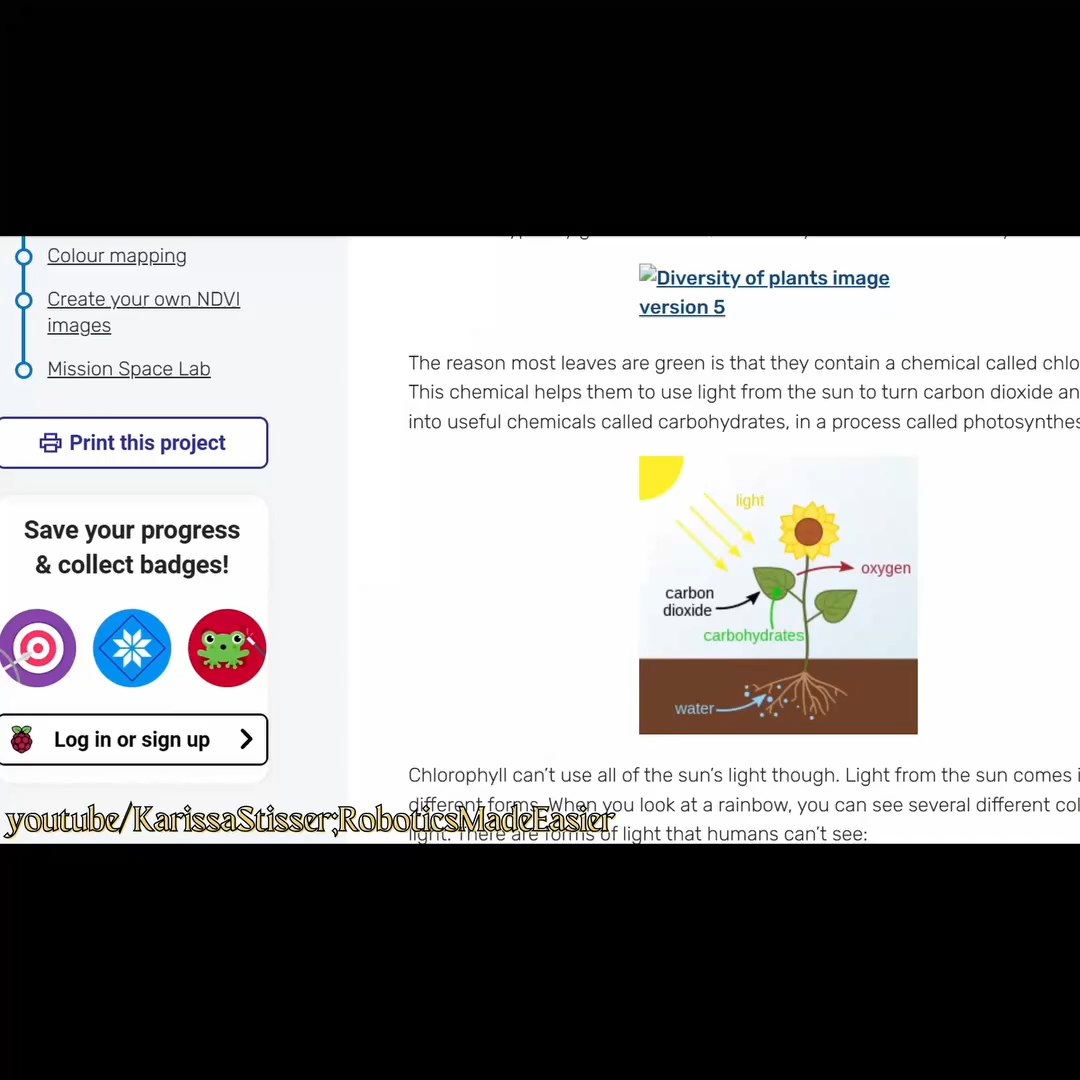 Colour mapping
Create your own NDVI
images
Mission Space Lab
Print this project
Save your progress
& collect badges!
Log in or sign up
Diversity of plants image
version 5
The reason most leaves are green is that they contain a chemical called chlo
This chemical helps them to use light from the sun to turn carbon dioxide an
into useful chemicals called carbohydrates, in a process called photosynthes
light
oxygen
carbon
dioxide
carbohydrates
water
Chlorophyll can't use all of the sun's light though. Light from the sun comes i
different forms. When you look at a rainbow, you can see several different col
light. There are forms of light that humans can't see:
youtube/KarissaStisser;RoboticsMadeEasier